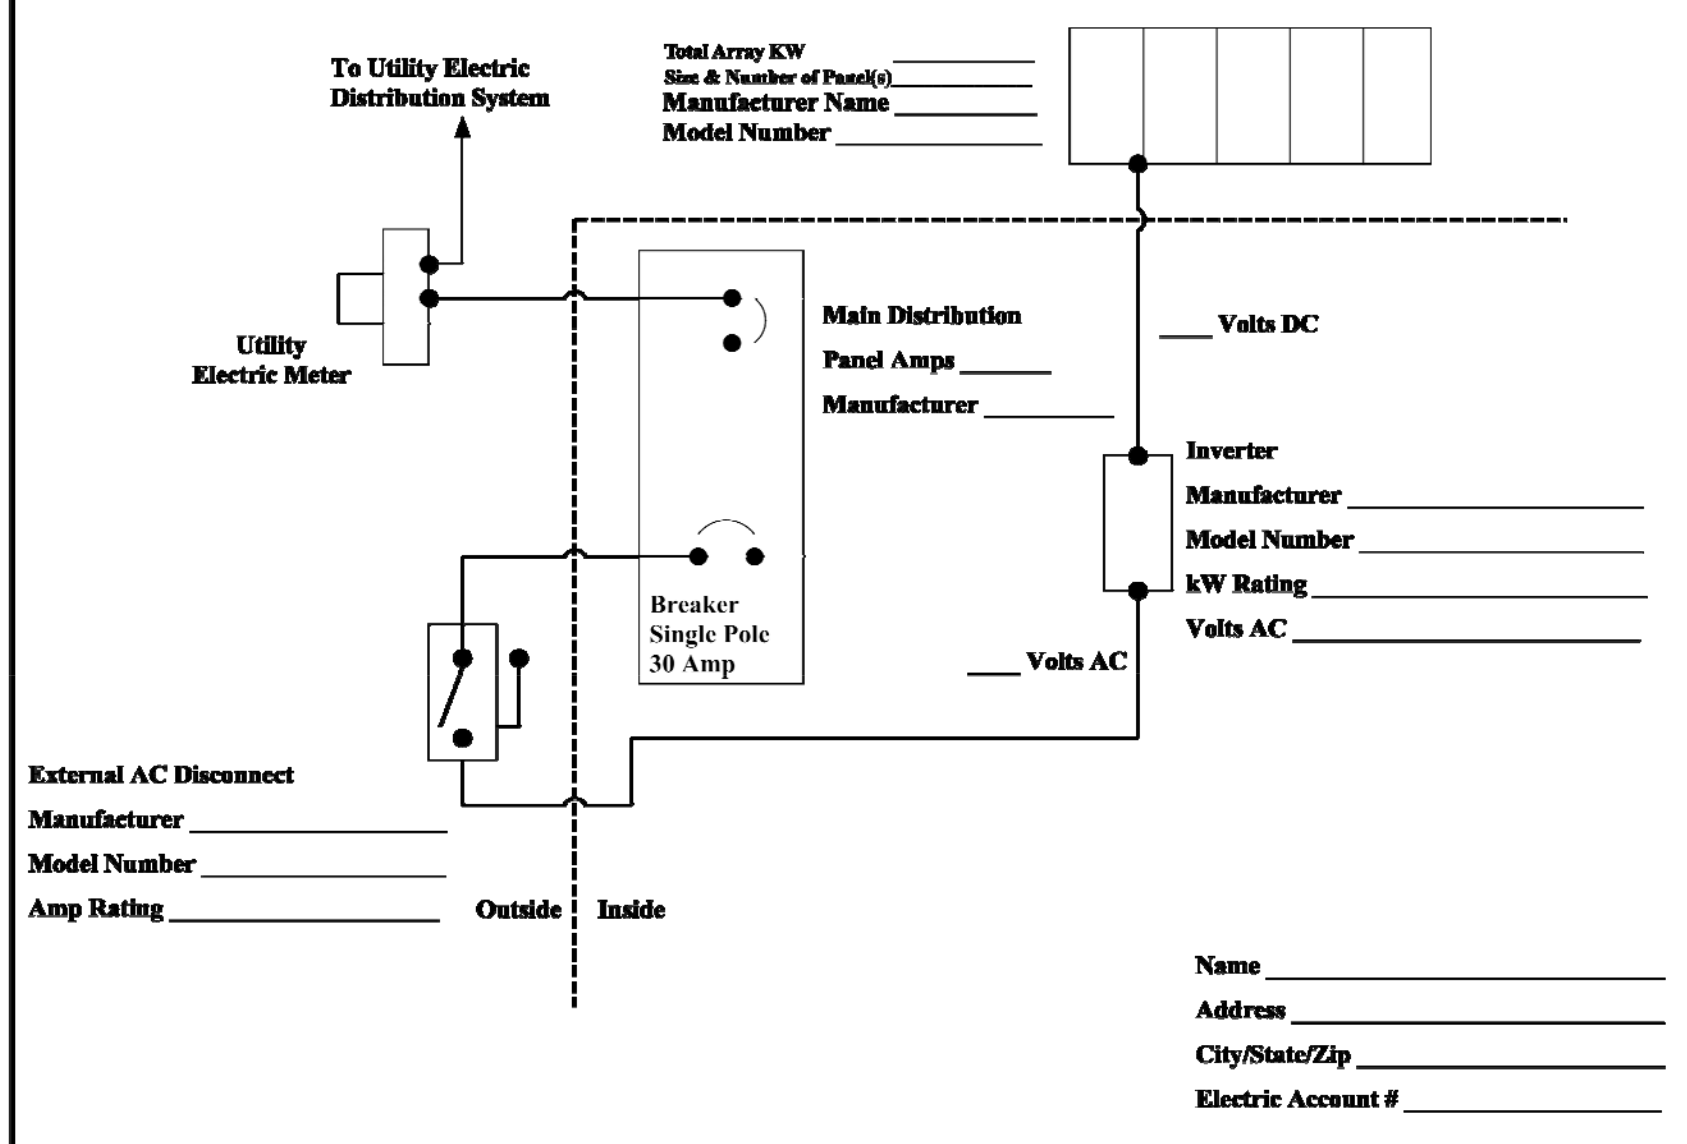 To Utility Electric
Distribution System
Total Array KW
Size & Number of Panel(s)
Manufacturer Name
Model Number
Utility
Electric Meter
Main Distribution
Panel Amps
Manufacturer
Volts DC
Inverter
Manufacturer
Model Number
kW Rating
Volts AC
Breaker
Single Pole
30 Amp
Volts AC
External AC Disconnect
Manufacturer
Model Number
Amp Rating
Outside
Inside
Name
Address
City/State/Zip
Electric Account #